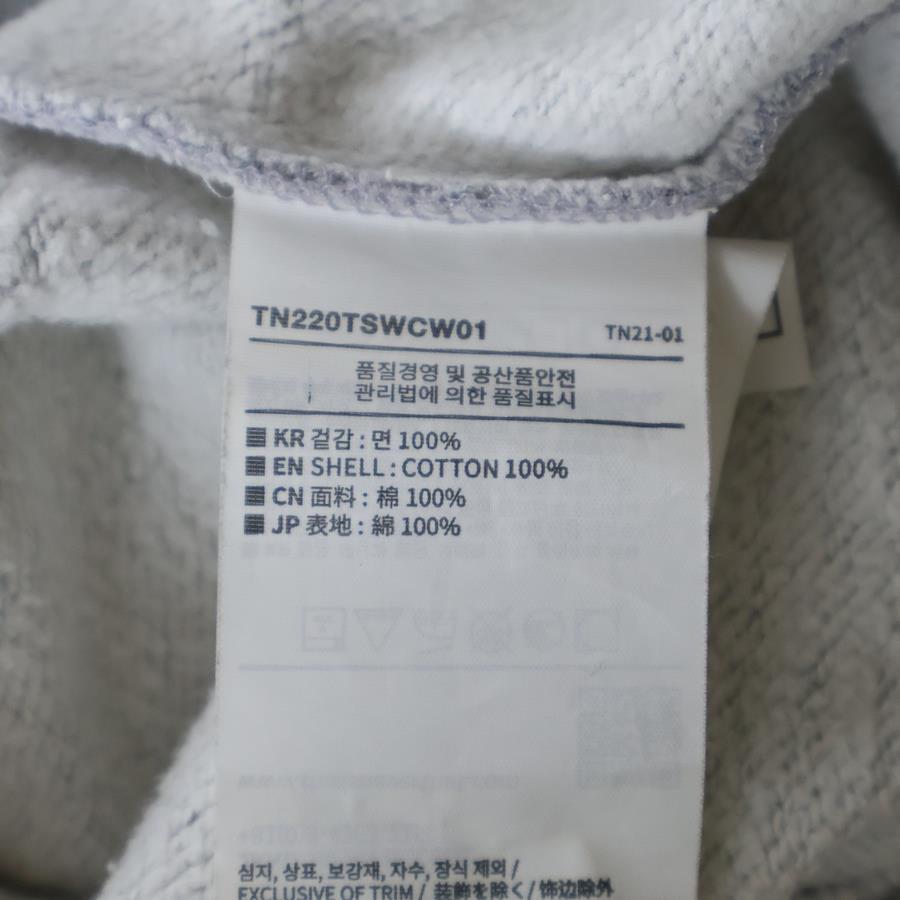 TN220TSWCW01 TN21-01
품질경영 및 공산품안전
관리법에 의한 품질표시
KR 겉감 : 면 100%
EN SHELL : COTTON 100%
CN 面料 : 棉 100%
JP 表地 : 綿 100%
심지, 상표, 보강재, 자수, 장식 제외 /
EXCLUSIVE OF TRIM / 装飾を除く / 饰边除外